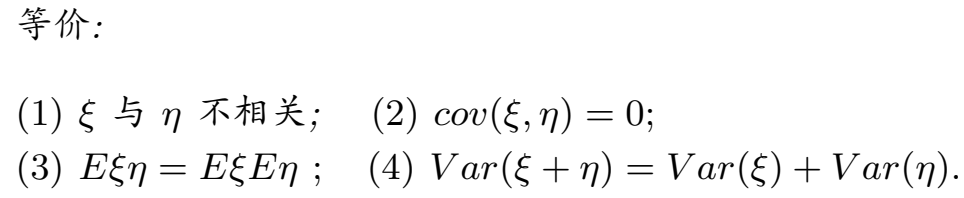 等价:
(1) ξ 与 η 不相关; (2) cov(ξ, η) = 0;
(3) Eξη = EξEη ; (4) Var(ξ + η) = Var(ξ) + Var(η).